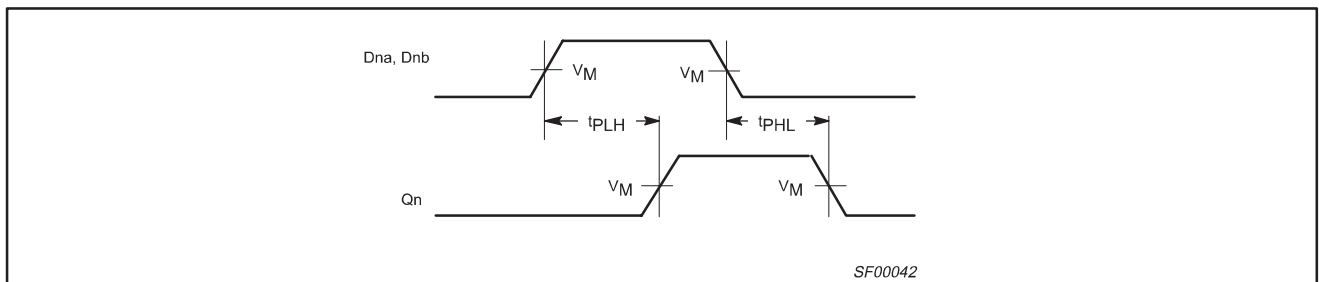 Dna, Dnb
VM
VM
tPLH
tPHL
VM
VM
Qn
SF00042